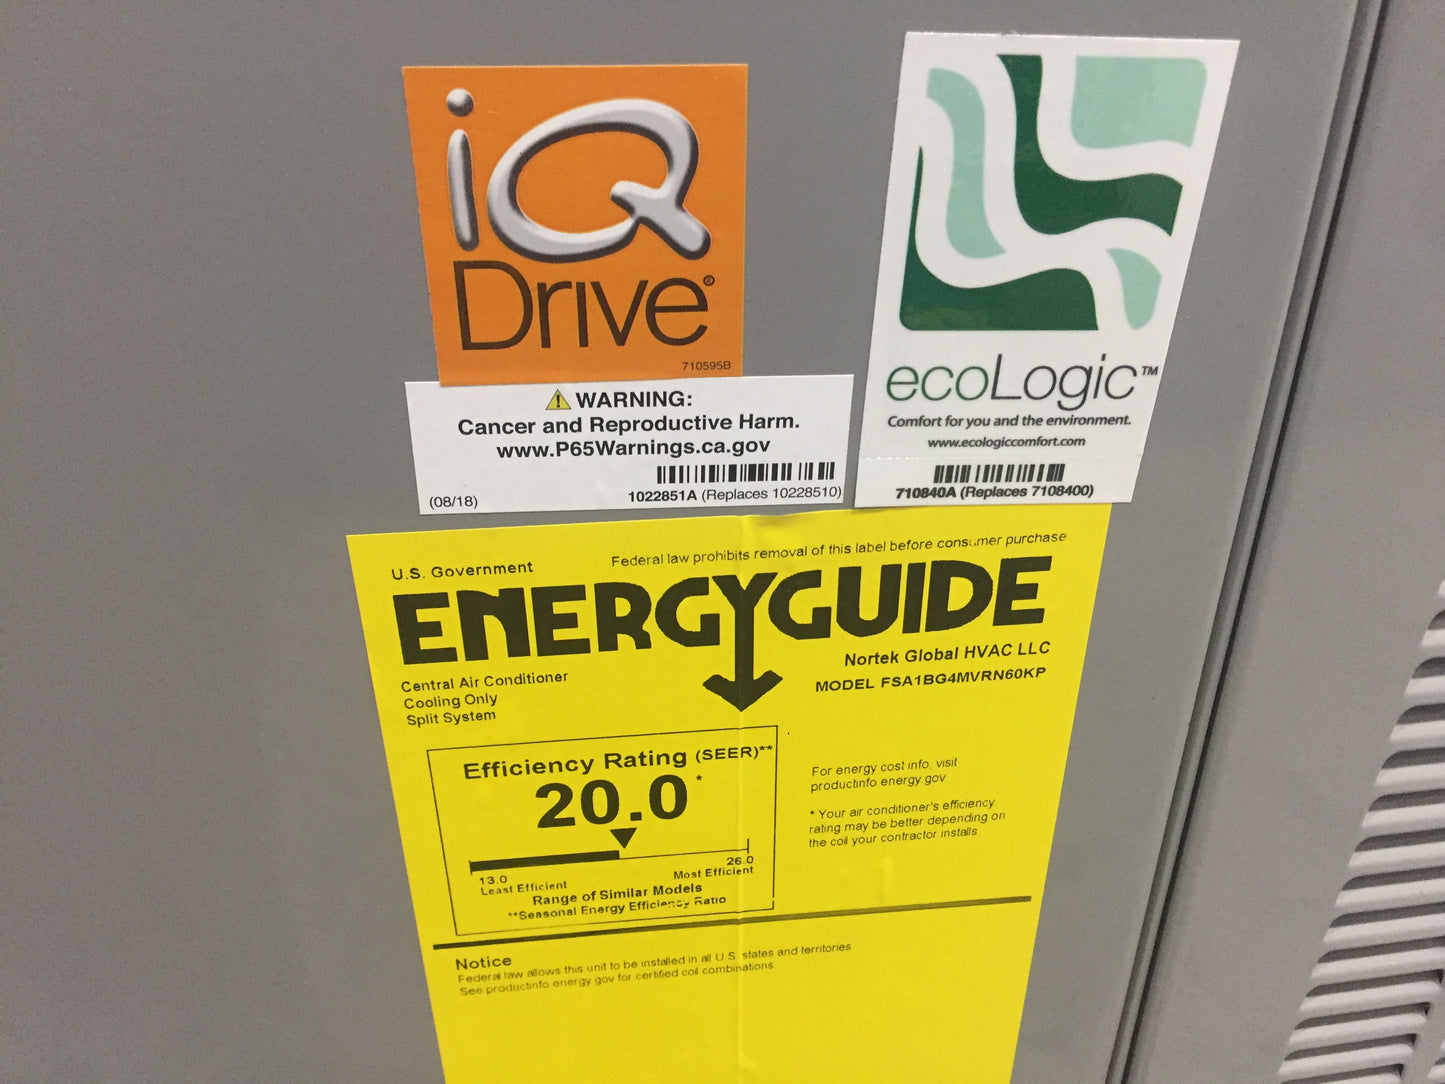 iQ
Drive®
710595B
WARNING:
Cancer and Reproductive Harm.
www.P65Warnings.ca.gov
(08/18)
1022851A (Replaces 10228510)
ecoLogic™
Comfort for you and the environment.
www.ecologiccomfort.com
710840A (Replaces 7108400)
U.S. Government
Federal law prohibits removal of this label before consumer purchase
ENERGYGUIDE
Central Air Conditioner
Cooling Only
Split System
Nortek Global HVAC LLC
MODEL FSA1BG4MVRN60KP
Efficiency Rating (SEER)**
20.0*
13.0
Least Efficient
26.0
Most Efficient
Range of Similar Models
**Seasonal Energy Efficiency Ratio
For energy cost info, visit
productinfo energy gov
* Your air conditioner's efficiency
rating may be better depending on
the coil your contractor installs
Notice
Federal law allows this unit to be installed in all U.S. states and territories
See productinfo energy gov for certified coil combinations